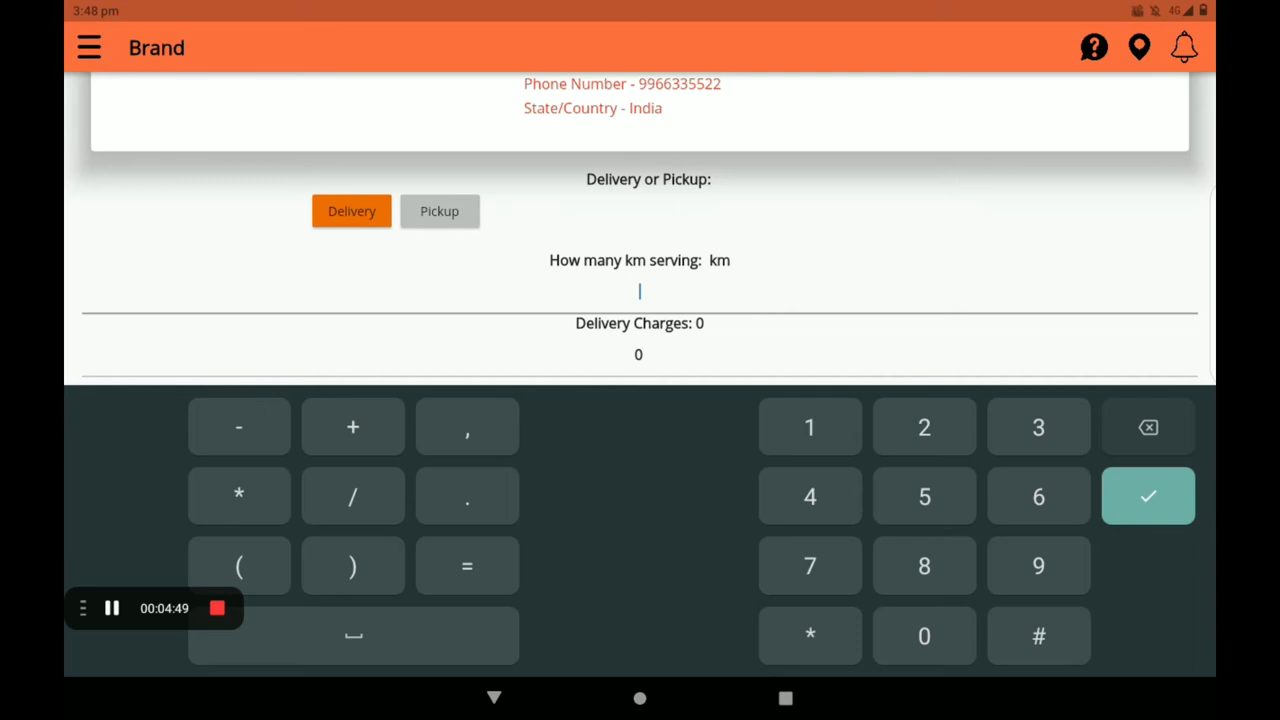 3:48 pm
4G
Brand
Phone Number - 9966335522
State/Country - India
Delivery or Pickup:
Delivery Pickup
How many km serving: km
Delivery Charges: 0
0
- + , 1 2 3
* / . 4 5 6
( ) = 7 8 9
00:04:49
* 0 #